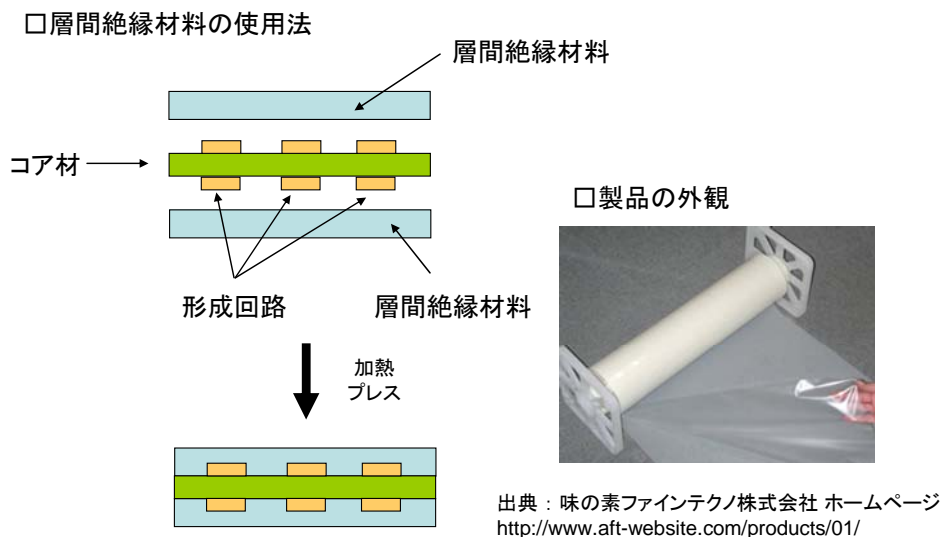 □層間絶縁材料の使用法
層間絶縁材料
コア材
□製品の外観
形成回路
層間絶縁材料
加熱
プレス
出典 : 味の素ファインテクノ株式会社 ホームページ
http://www.aft-website.com/products/01/